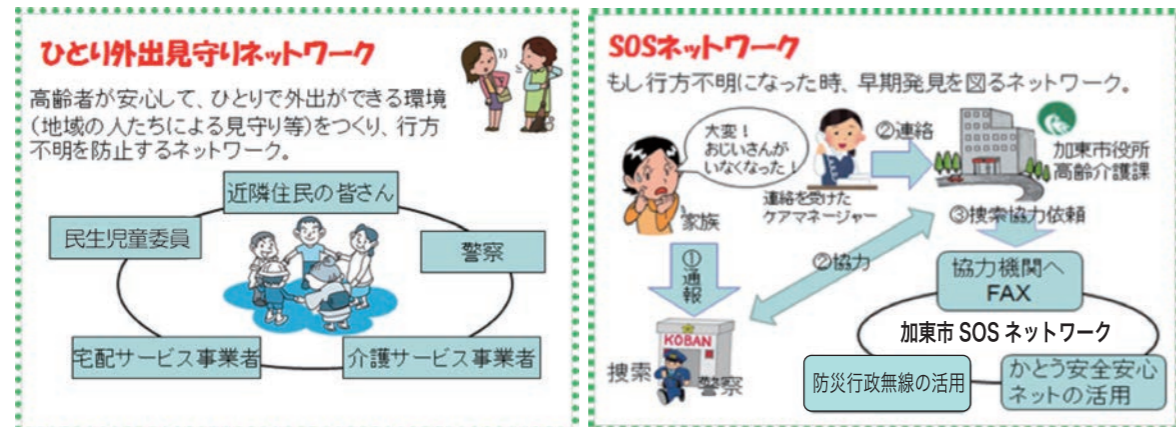 ひとり外出見守りネットワーク
高齢者が安心して、ひとりで外出ができる環境
（地域の人たちによる見守り等）をつくり、行方
不明を防止するネットワーク。
近隣住民の皆さん
民生児童委員
警察
宅配サービス事業者
介護サービス事業者
SOSネットワーク
もし行方不明になった時、早期発見を図るネットワーク。
大変！
おじいさんが
いなくなった！
家族
連絡を受けた
ケアマネージャー
②連絡
加東市役所
高齢介護課
①通報
②協力
③捜索協力依頼
KOBAN
捜索
警察
協力機関へ
FAX
加東市 SOS ネットワーク
防災行政無線の活用
かとう安全安心
ネットの活用